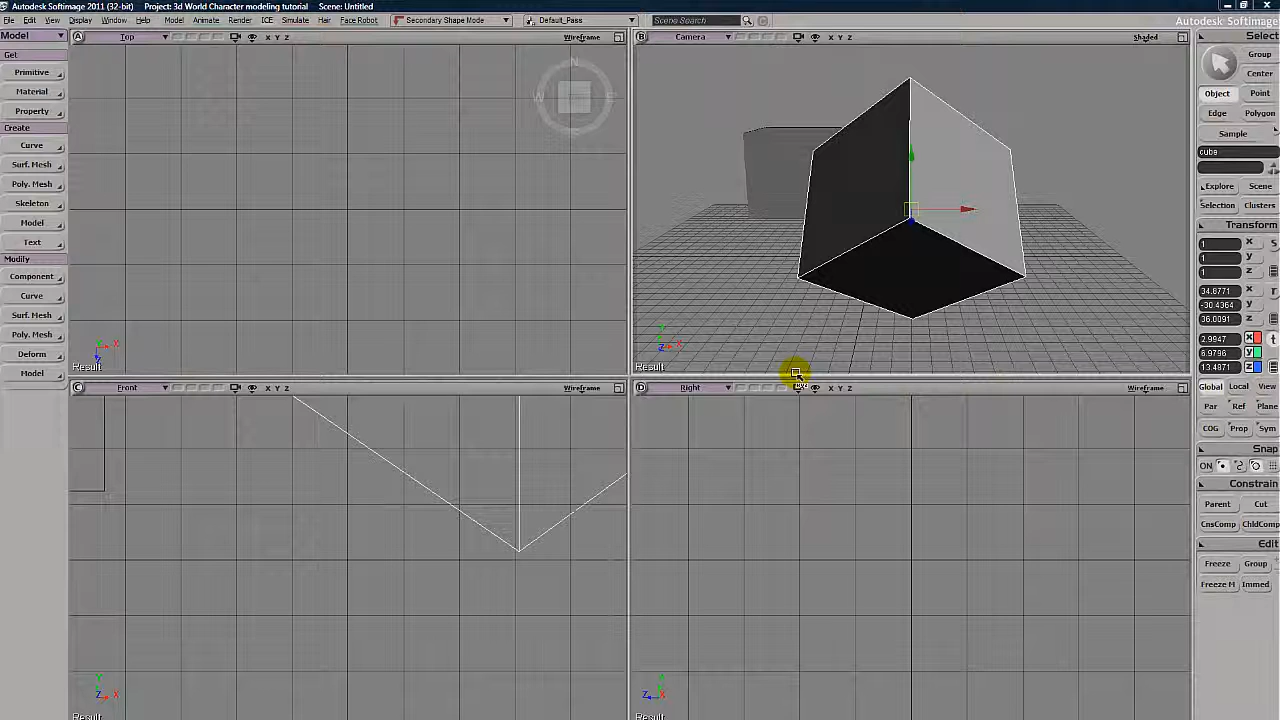 Autodesk Softimage 2011 (32-bit) Project: 3d World Character modeling tutorial Scene: Untitled
File Edit View Display Window Help Model Animate Render ICE Simulate Hair Face Robot Secondary Shape Mode Default_Pass Scene Search
Autodesk Softimage
Model
Get
Primitive
Material
Property
Create
Curve
Surf. Mesh
Poly. Mesh
Skeleton
Model
Text
Modify
Component
Curve
Surf. Mesh
Poly. Mesh
Deform
Model
A Top X Y Z Wireframe
N
W E
X
Z
Result
B Camera X Y Z Shaded
Y
Z X
Result
C Front X Y Z Wireframe
Y
Z X
Result
D Right X Y Z Wireframe
Y
Z
Result
Select
Group
Center
Object Point
Edge Polygon
Sample
cube
Explore Scene
Selection Clusters
Transform
1 x s
1 y
1 z
34.8771 x r
-30.4364 y
36.0091 z
2.9947 x t
6.9796 y
13.4871 z
Global Local View
Par Ref Plane
COG Prop Sym
Snap
ON
Constrain
Parent Cut
CnsComp ChldComp
Edit
Freeze Group
Freeze M Immed